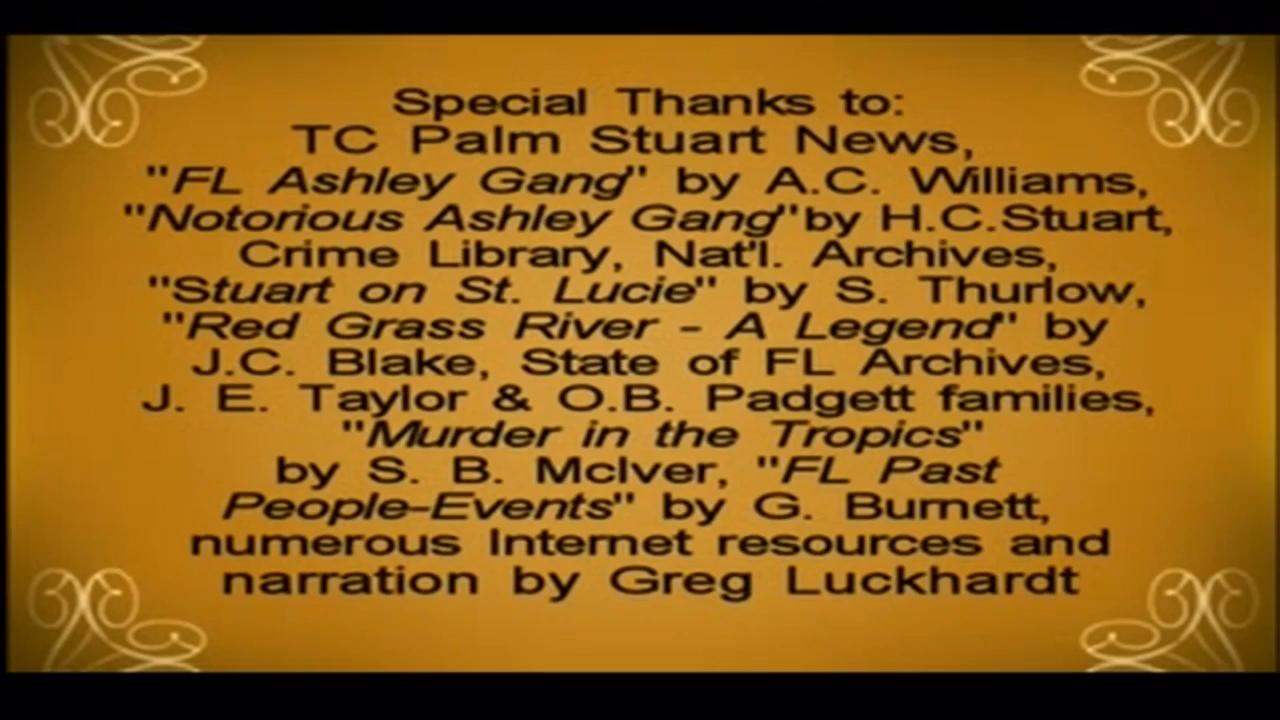 Special Thanks to:
TC Palm Stuart News,
"FL Ashley Gang" by A.C. Williams,
"Notorious Ashley Gang"by H.C.Stuart,
Crime Library, Nat'l. Archives,
"Stuart on St. Lucie" by S. Thurlow,
"Red Grass River - A Legend" by
J.C. Blake, State of FL Archives,
J. E. Taylor & O.B. Padgett families,
"Murder in the Tropics"
by S. B. McIver, "FL Past
People-Events" by G. Burnett,
numerous Internet resources and
narration by Greg Luckhardt